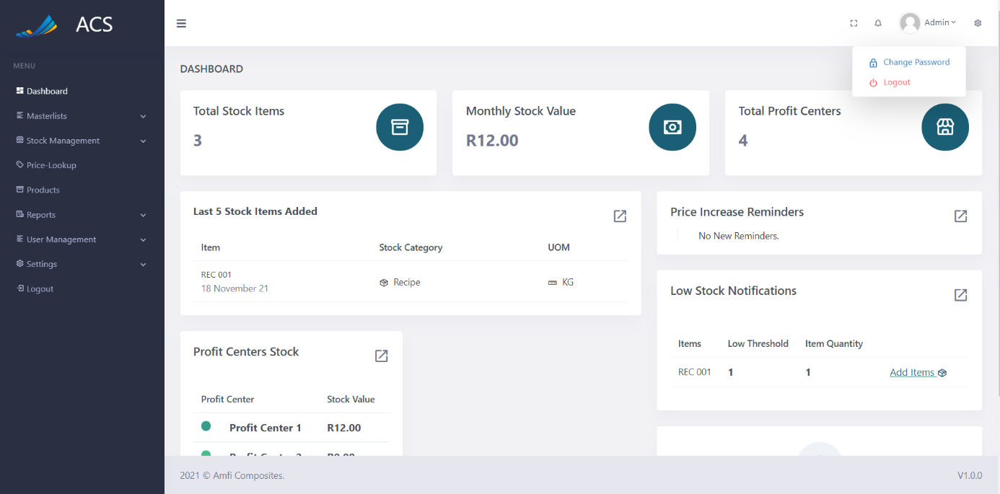 ACS
Admin
MENU
Dashboard
Masterlists
Stock Management
Price-Lookup
Products
Reports
User Management
Settings
Logout
Change Password
Logout
DASHBOARD
Total Stock Items
3
Monthly Stock Value
R12.00
Total Profit Centers
4
Last 5 Stock Items Added
Item Stock Category UOM
REC 001
18 November 21
Recipe KG
Price Increase Reminders
No New Reminders.
Low Stock Notifications
Items Low Threshold Item Quantity
REC 001 1 1 Add Items
Profit Centers Stock
Profit Center Stock Value
Profit Center 1 R12.00
2021 © Amfi Composites. V1.0.0